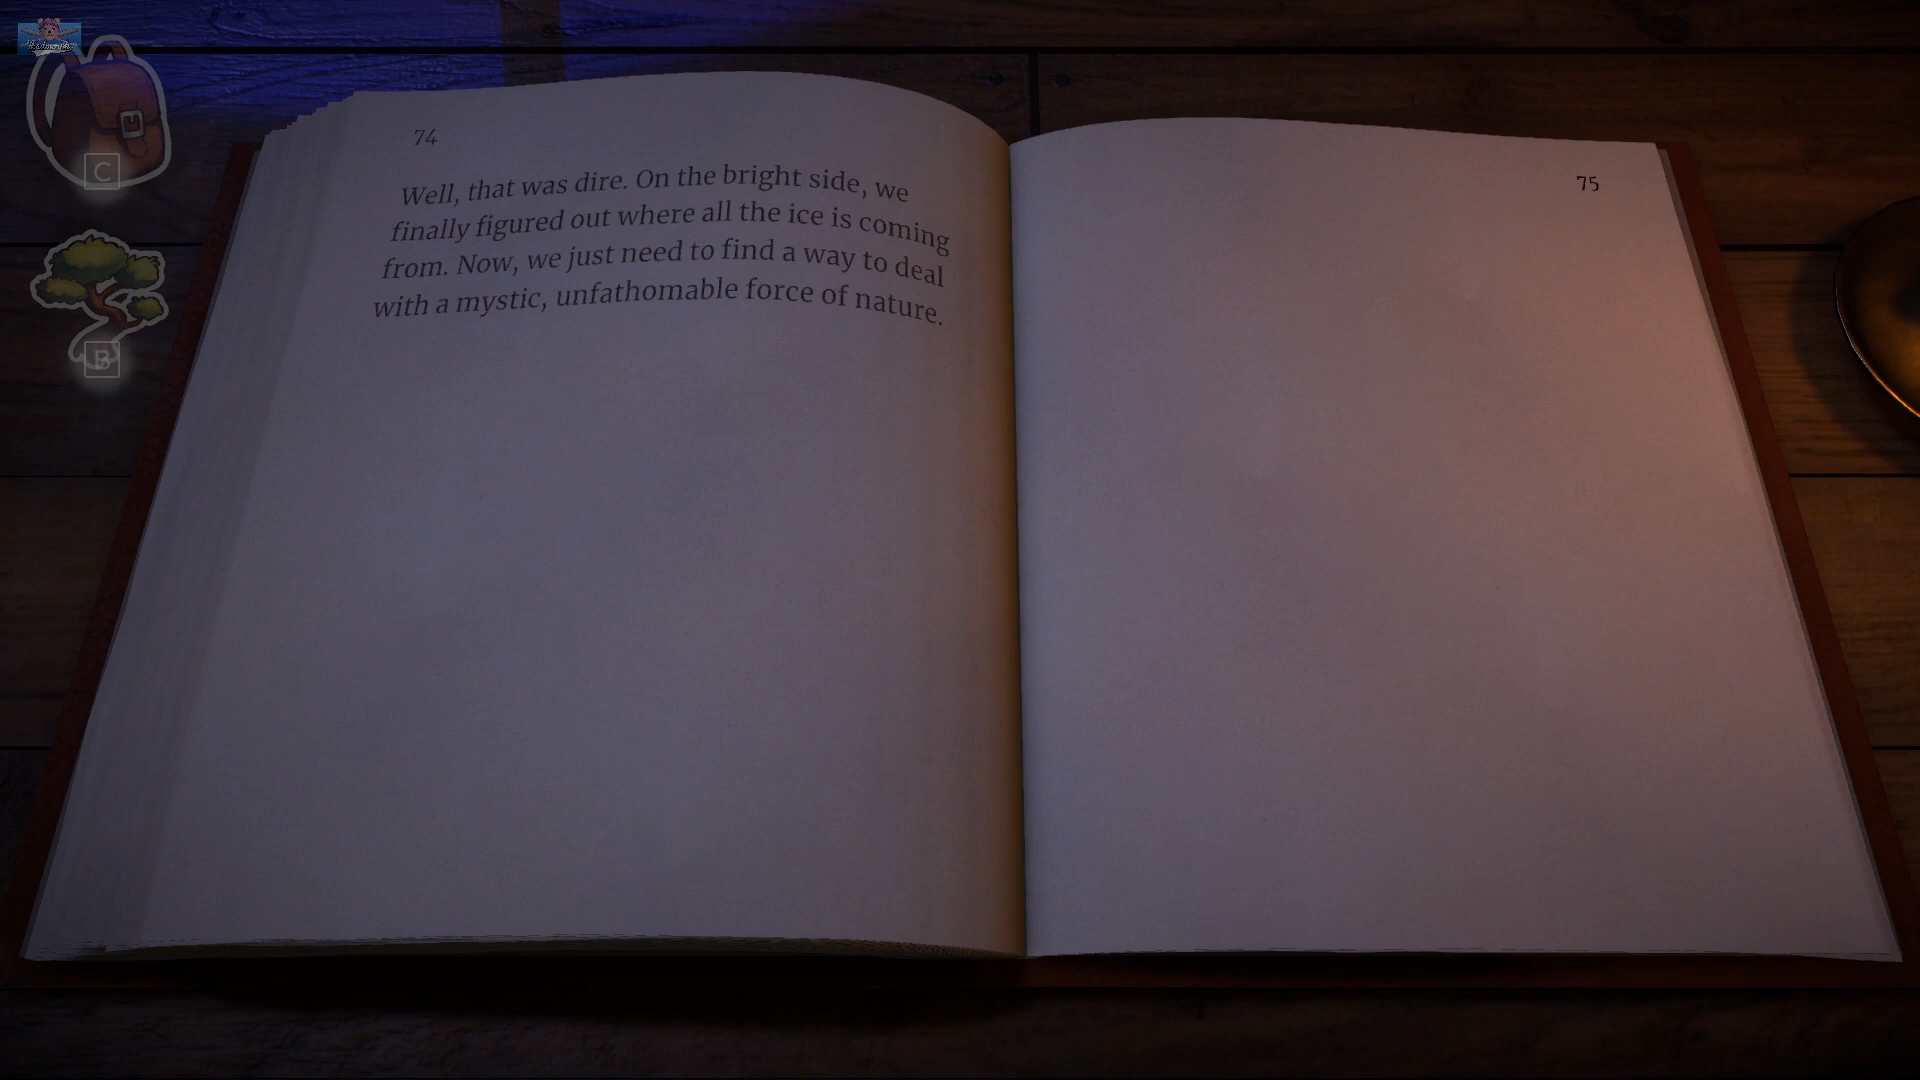 74
Well, that was dire. On the bright side, we
finally figured out where all the ice is coming
from. Now, we just need to find a way to deal
with a mystic, unfathomable force of nature.
75
C
B